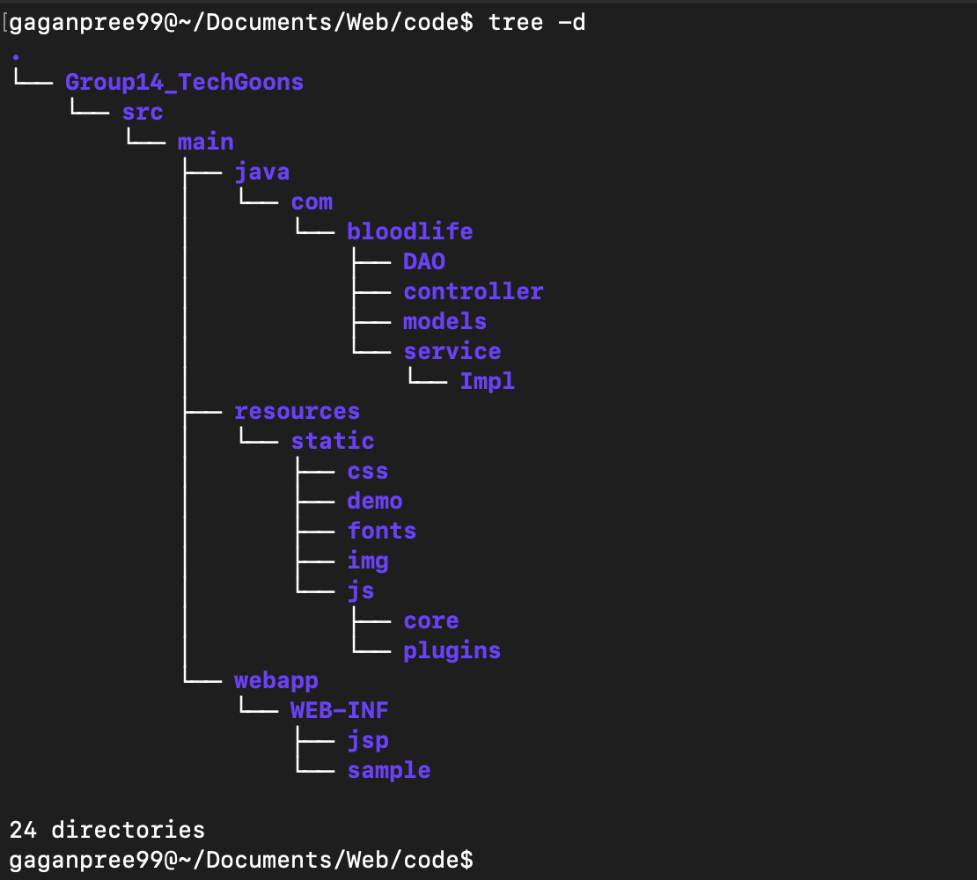 [gaganpree99@~/Documents/Web/code$ tree -d
.
└── Group14_TechGoons
    └── src
        └── main
            ├── java
            │   └── com
            │       └── bloodlife
            │           ├── DAO
            │           ├── controller
            │           ├── models
            │           └── service
            │               └── Impl
            ├── resources
            │   └── static
            │       ├── css
            │       ├── demo
            │       ├── fonts
            │       ├── img
            │       └── js
            │           ├── core
            │           └── plugins
            └── webapp
                └── WEB-INF
                    ├── jsp
                    └── sample

24 directories
gaganpree99@~/Documents/Web/code$